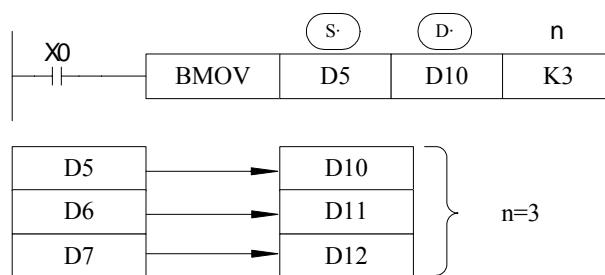 S· D· n
X0
BMOV D5 D10 K3
D5 D10
D6 D11 n=3
D7 D12